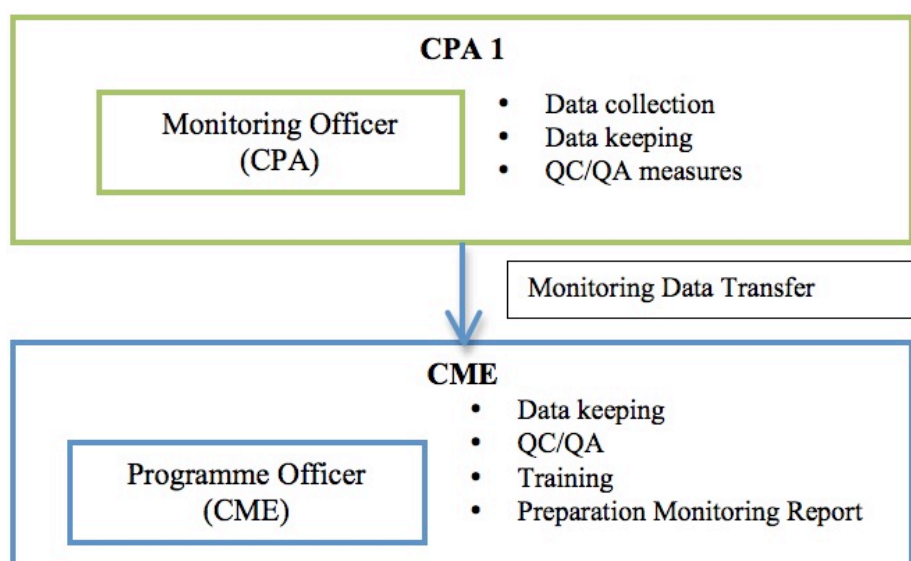 CPA 1
Monitoring Officer
(CPA)
• Data collection
• Data keeping
• QC/QA measures
Monitoring Data Transfer
CME
Programme Officer
(CME)
• Data keeping
• QC/QA
• Training
• Preparation Monitoring Report